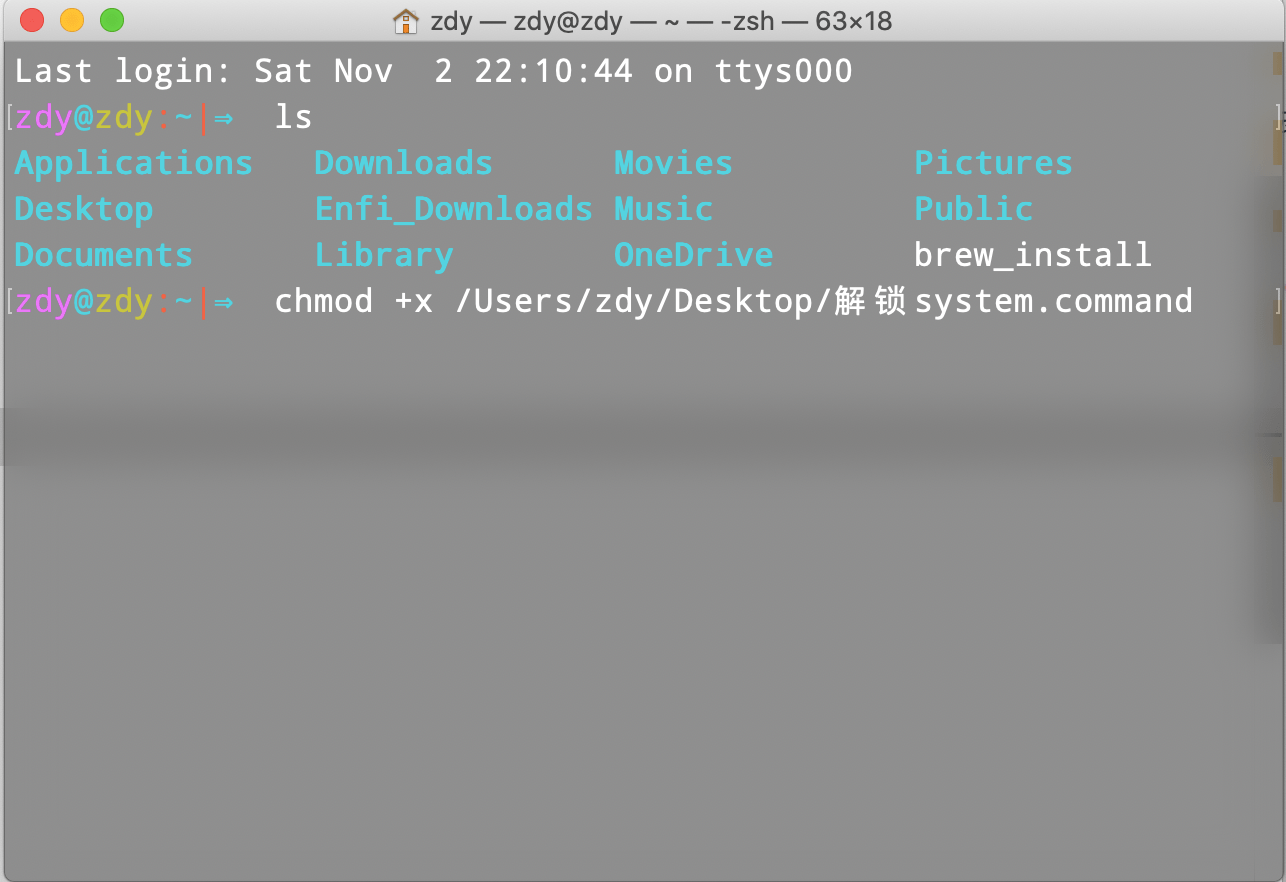 zdy — zdy@zdy — ~ — -zsh — 63×18
Last login: Sat Nov  2 22:10:44 on ttys000
[zdy@zdy:~|⇒  ls ]
Applications   Downloads      Movies         Pictures
Desktop        Enfi_Downloads Music          Public
Documents      Library        OneDrive       brew_install
[zdy@zdy:~|⇒  chmod +x /Users/zdy/Desktop/解锁system.command ]